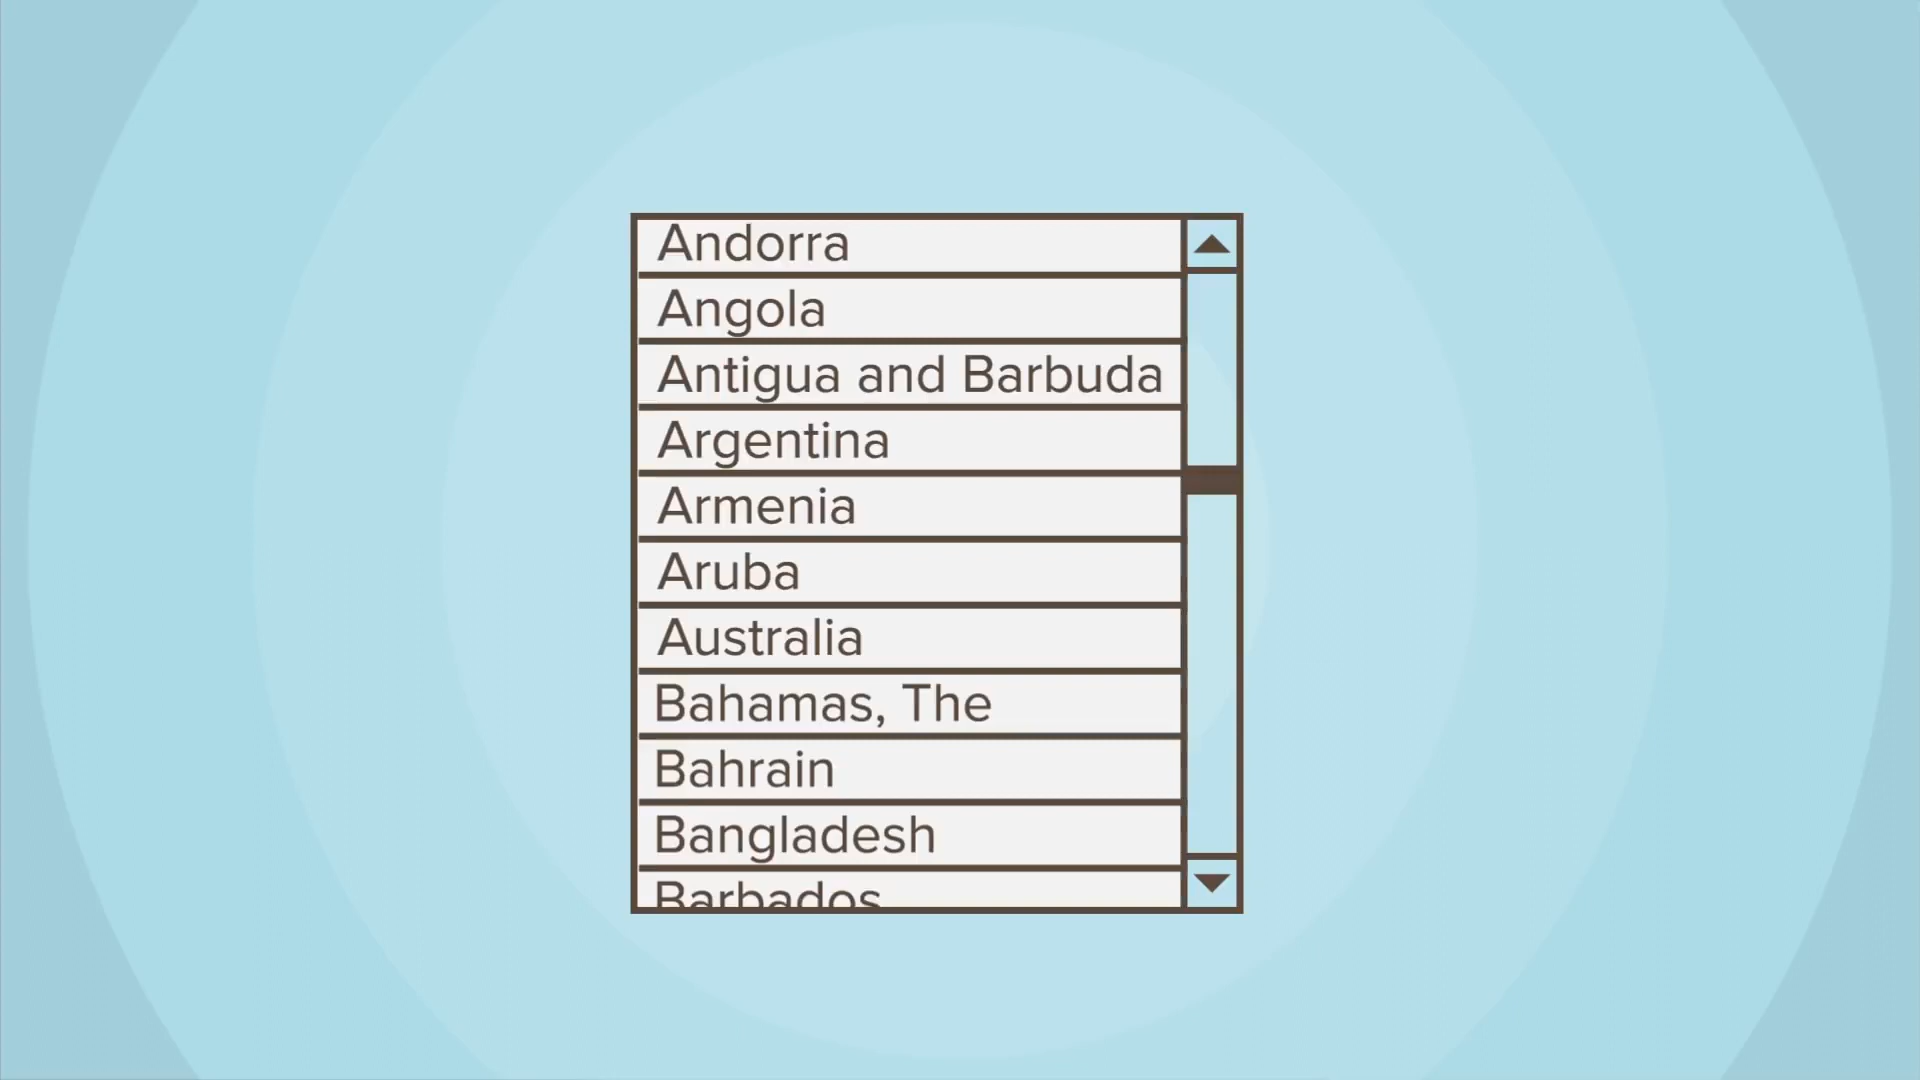 Andorra
Angola
Antigua and Barbuda
Argentina
Armenia
Aruba
Australia
Bahamas, The
Bahrain
Bangladesh
Barbados